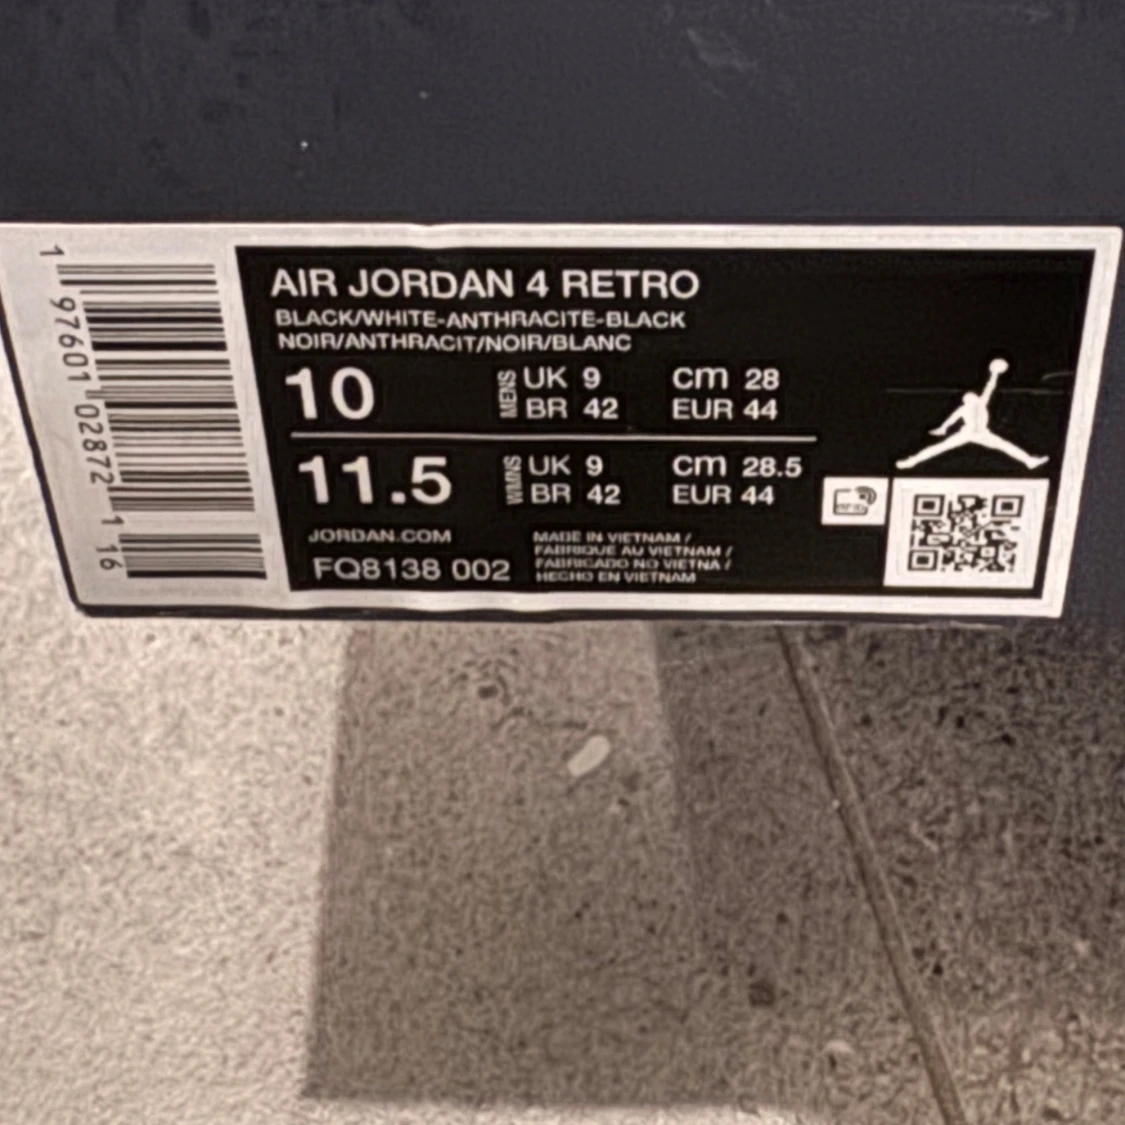 1 97601 02872 1 16
AIR JORDAN 4 RETRO
BLACK/WHITE-ANTHRACITE-BLACK
NOIR/ANTHRACIT/NOIR/BLANC
10 MENS UK 9 cm 28
BR 42 EUR 44
11.5 WMNS UK 9 cm 28.5
BR 42 EUR 44
JORDAN.COM
FQ8138 002
MADE IN VIETNAM /
FABRIQUE AU VIETNAM /
FABRICADO NO VIETNA /
HECHO EN VIETNAM